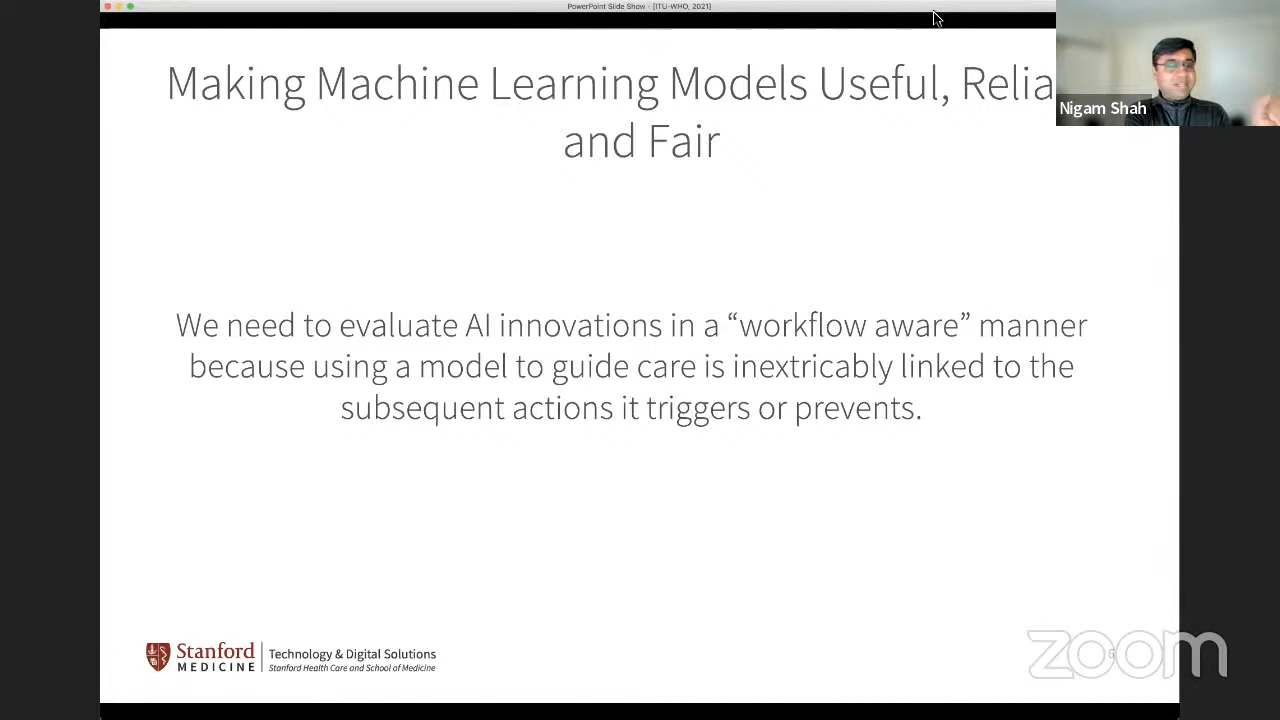 PowerPoint Slide Show - [ITU-WHO, 2021]
Making Machine Learning Models Useful, Relia
and Fair
Nigam Shah
We need to evaluate AI innovations in a “workflow aware” manner
because using a model to guide care is inextricably linked to the
subsequent actions it triggers or prevents.
Stanford
MEDICINE
Technology & Digital Solutions
Stanford Health Care and School of Medicine
zoom